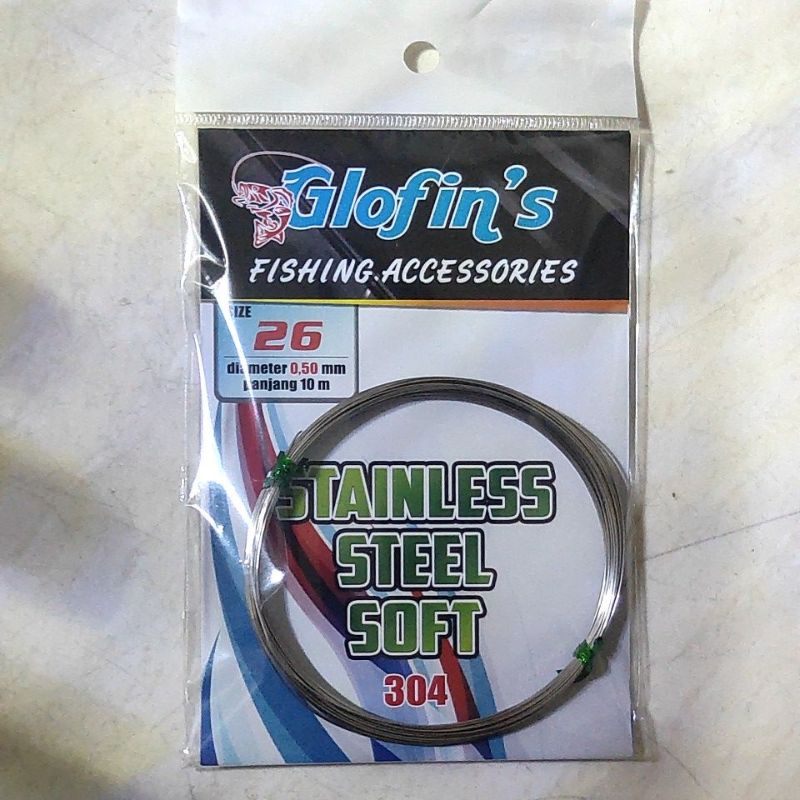 Glofin's
FISHING ACCESSORIES
SIZE
26
diameter 0,50 mm
panjang 10 m
STAINLESS
STEEL
SOFT
304